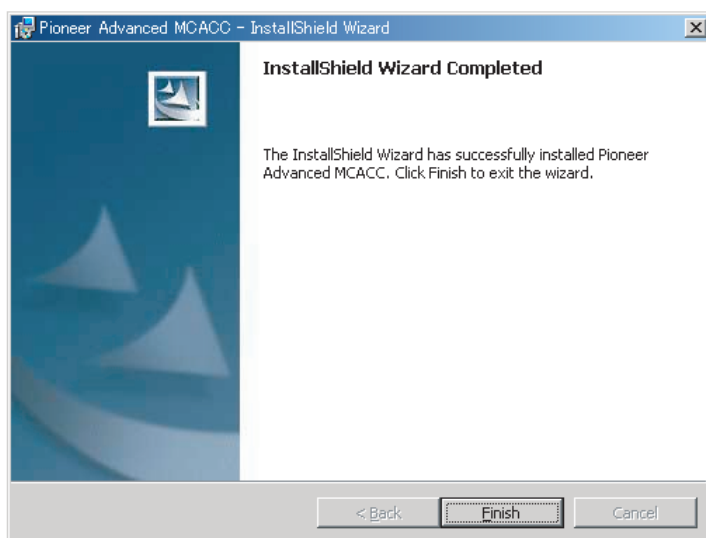 Pioneer Advanced MCACC - InstallShield Wizard
InstallShield Wizard Completed
The InstallShield Wizard has successfully installed Pioneer
Advanced MCACC. Click Finish to exit the wizard.
< Back
Finish
Cancel